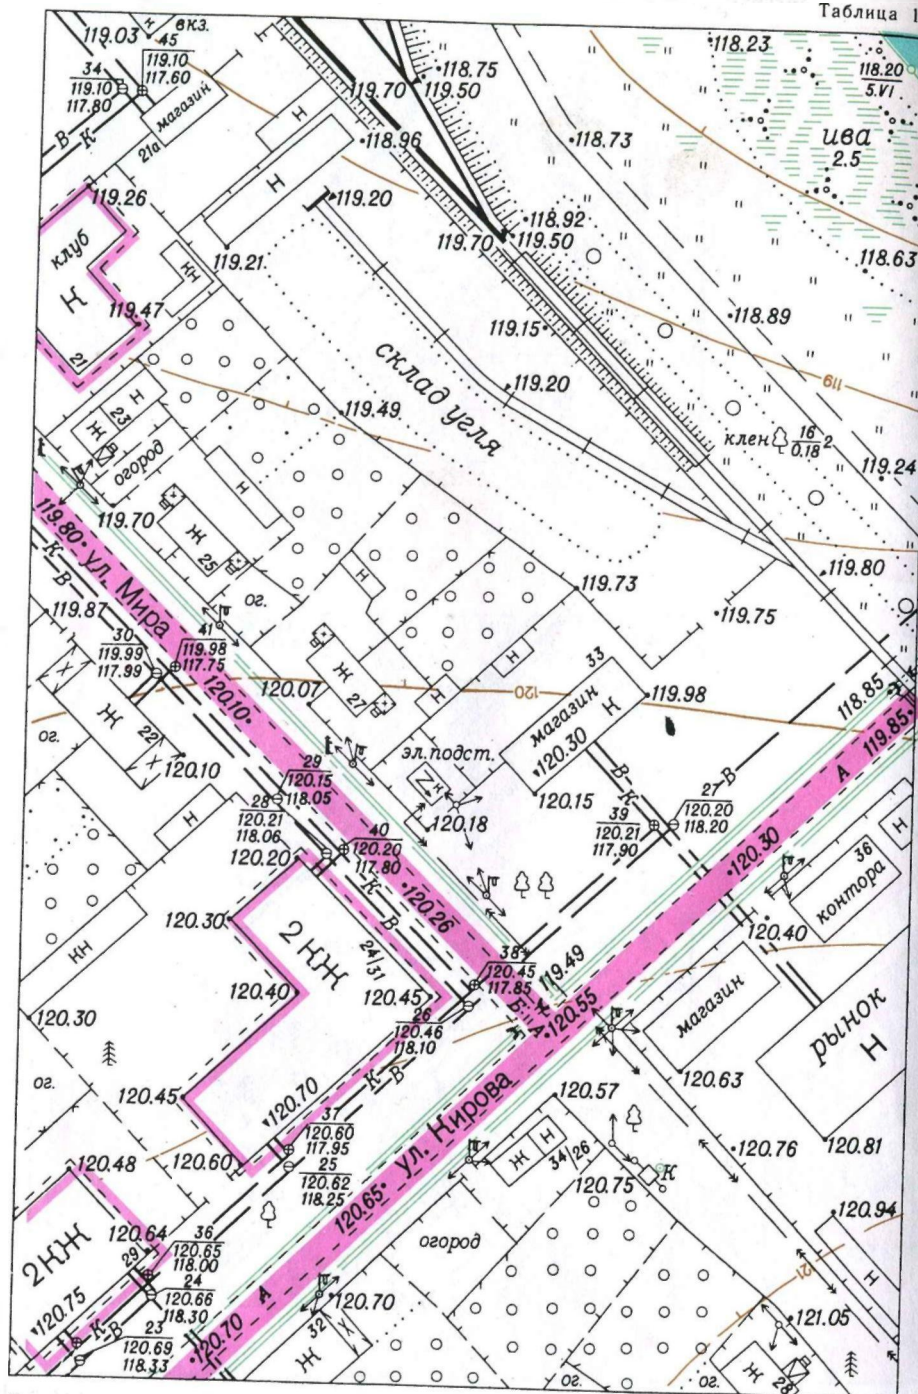 Таблица
119.03
вкз.
45
119.10
117.60
34
119.10
117.80
магазин
21а
В
К
Н
118.23
118.75
119.50
119.70
118.20
5.VI
ива
2.5
118.96
118.73
119.26
клуб
Н
119.20
118.92
119.50
119.70
118.63
119.21
КН
119.47
21
119.15
118.89
склад угля
119.20
119
119.49
23
Ж
Н
огород
клен 16 2
0.18
119.24
119.70
119.80
ул. Мира
Ж
25
Н
ог.
Н
119.73
119.80
119.75
119.87
К
В
30
119.99
117.99
41
119.98
117.75
Ж
22
120.10
120.07
Ж
27
Н
Н
120
33
магазин
Н
120.30
119.98
118.85
119.85
ог.
120.10
29
120.15
118.05
28
120.21
118.06
эл.подст.
120.15
120.18
В
К
39
120.21
117.90
27
120.20
118.20
В
А
120.30
Н
36
контора
Н
120.20
40
120.20
117.80
К
В
120.26
120.30
2КЖ
24/31
КН
120.40
38
120.45
117.85
119.49
120.40
120.45
26
120.46
118.10
Б
А
120.55
магазин
рынок
Н
120.30
ог.
120.45
120.70
К
В
120.63
120.57
ул. Кирова
37
120.60
117.95
25
120.62
118.25
120.60
120.48
Ж
Н
34/26
120.75
К
120.76
120.81
120.65
120.94
2КЖ
29
120.64
36
120.65
118.00
24
120.66
118.30
огород
121
Н
120.75
К
В
23
120.69
118.33
А
120.70
120.70
32
Ж
121.05
ог.
ог.
Ж
28